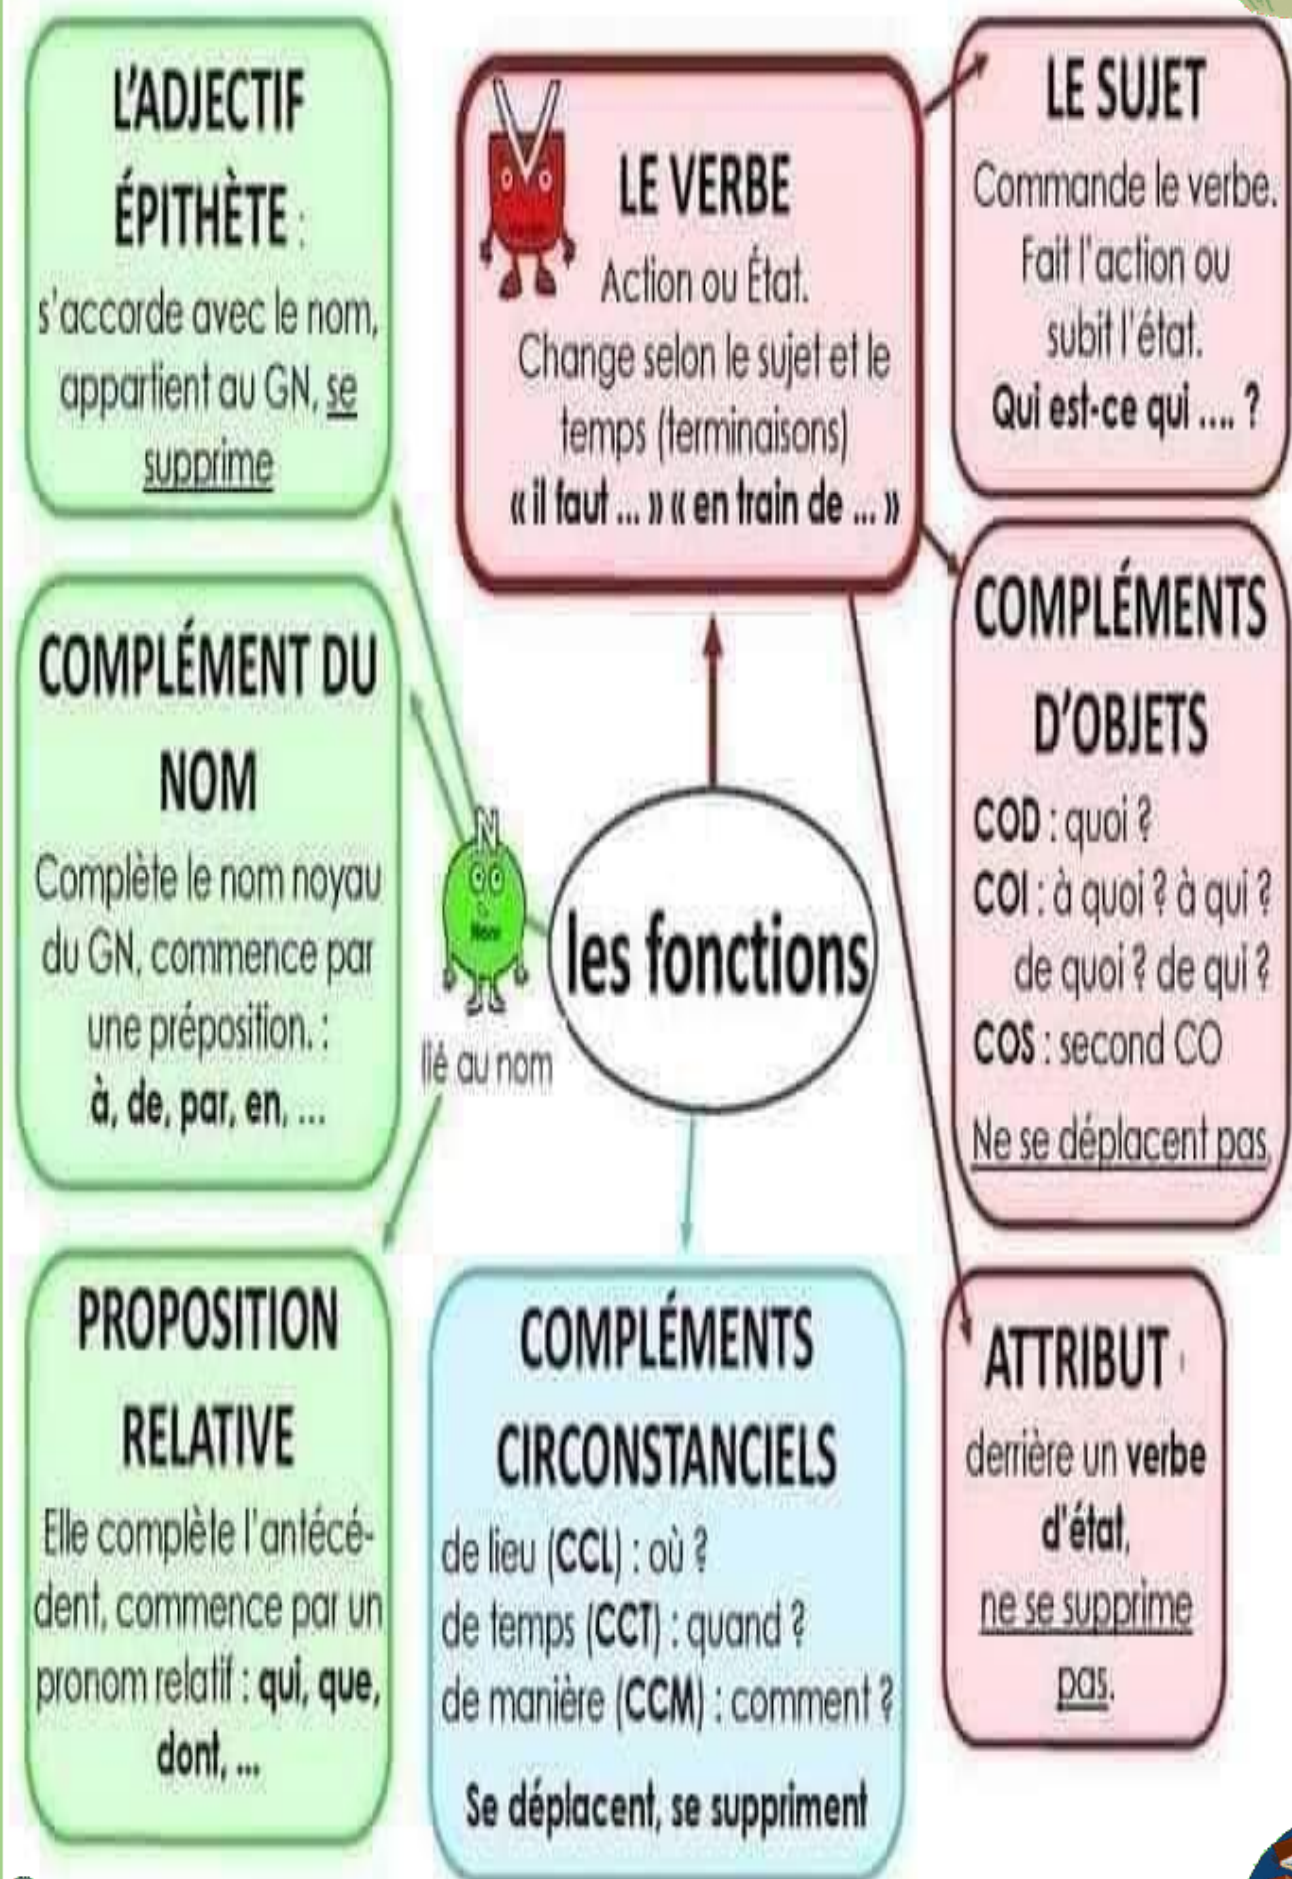 L'ADJECTIF
ÉPITHÈTE :
s'accorde avec le nom,
appartient au GN, se
supprime
LE VERBE
Action ou État.
Change selon le sujet et le
temps (terminaisons)
« il faut ... » « en train de ... »
LE SUJET
Commande le verbe.
Fait l'action ou
subit l'état.
Qui est-ce qui .... ?
COMPLÉMENT DU
NOM
Complète le nom noyau
du GN, commence par
une préposition. :
à, de, par, en, ...
N
Nom
lié au nom
les fonctions
COMPLÉMENTS
D'OBJETS
COD : quoi ?
COI : à quoi ? à qui ?
de quoi ? de qui ?
COS : second CO
Ne se déplacent pas
PROPOSITION
RELATIVE
Elle complète l'antécé-
dent, commence par un
pronom relatif : qui, que,
dont, ...
COMPLÉMENTS
CIRCONSTANCIELS
de lieu (CCL) : où ?
de temps (CCT) : quand ?
de manière (CCM) : comment ?
Se déplacent, se suppriment
ATTRIBUT :
derrière un verbe
d'état,
ne se supprime
pas.